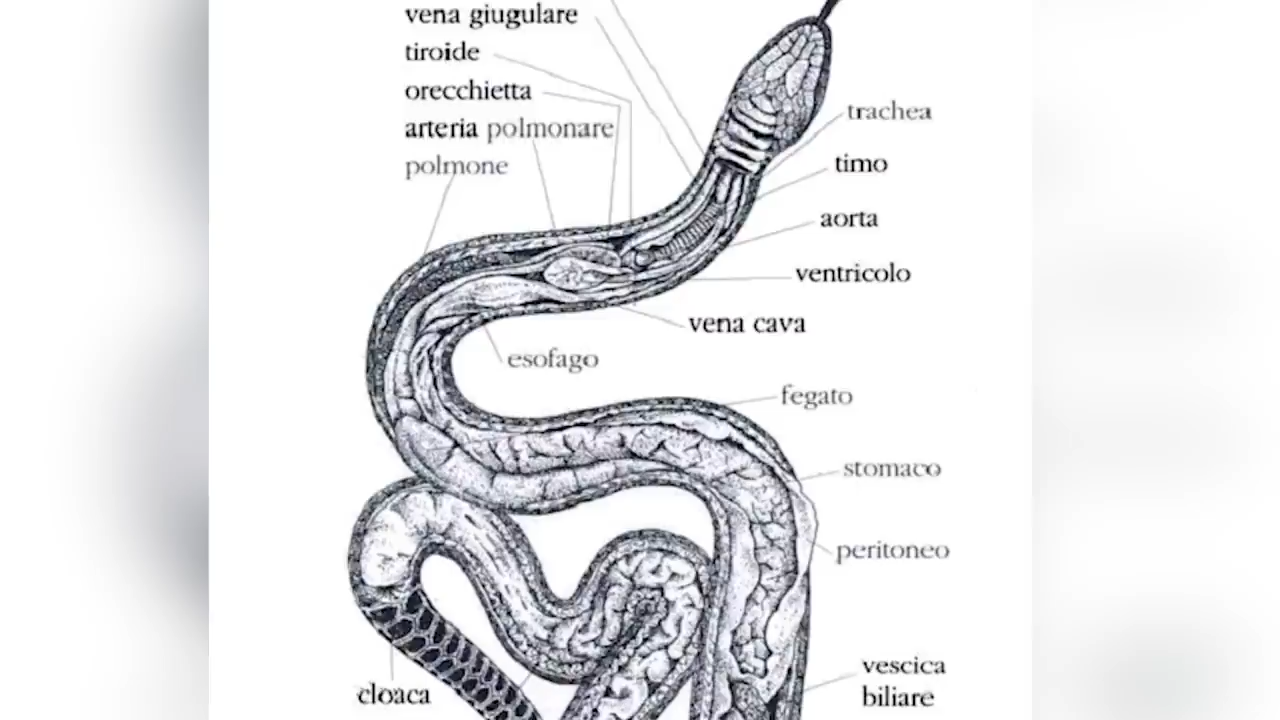 vena giugulare
tiroide
orecchietta
arteria polmonare
polmone
trachea
timo
aorta
ventricolo
vena cava
esofago
fegato
stomaco
peritoneo
vescica
biliare
cloaca